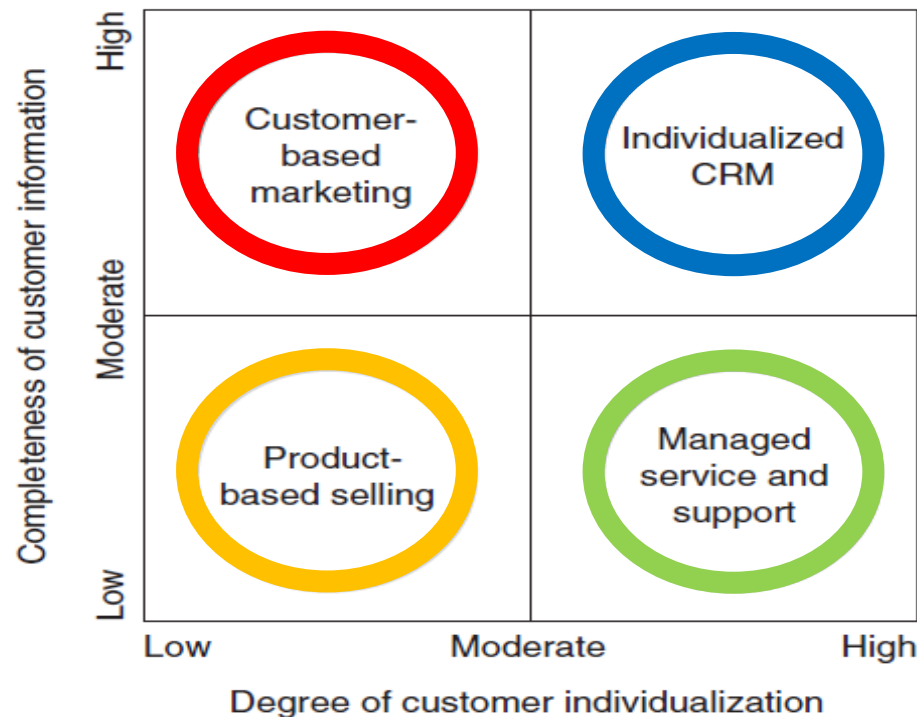 Completeness of customer information
High
Moderate
Low
Customer-
based
marketing
Individualized
CRM
Product-
based selling
Managed
service and
support
Low
Moderate
High
Degree of customer individualization